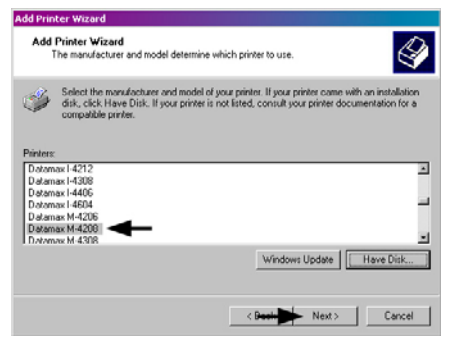 Add Printer Wizard
Add Printer Wizard
The manufacturer and model determine which printer to use.
Select the manufacturer and model of your printer. If your printer came with an installation
disk, click Have Disk. If your printer is not listed, consult your printer documentation for a
compatible printer.
Printers:
Datamax I-4212
Datamax I-4308
Datamax I-4406
Datamax I-4604
Datamax M-4206
Datamax M-4208
Datamax M-4308
Windows Update
Have Disk...
< Back
Next >
Cancel